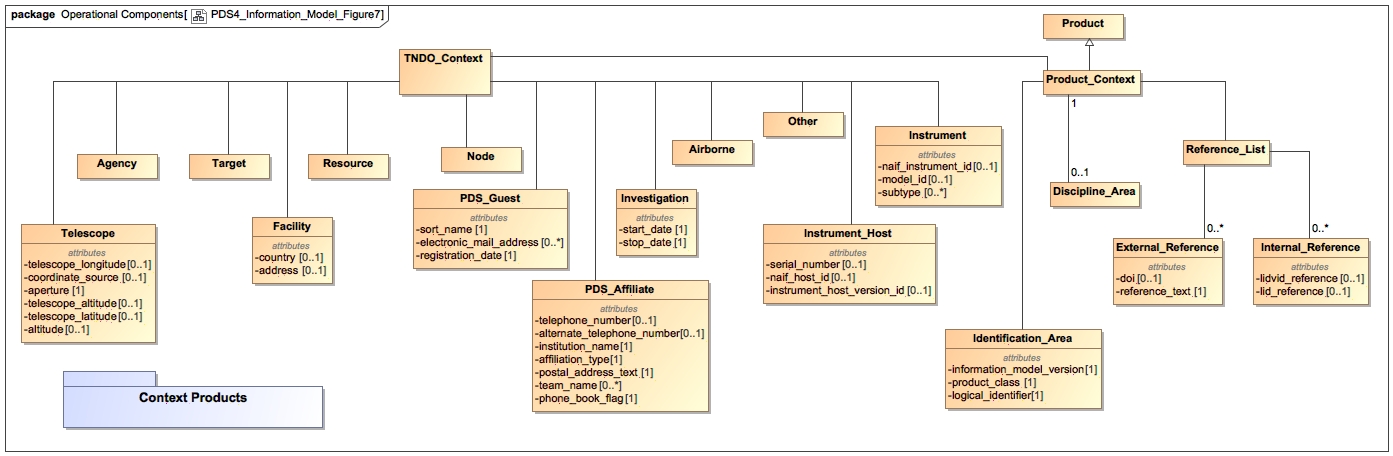 package Operational Components[ PDS4_Information_Model_Figure7]
Product
TNDO_Context
Product_Context
1
0..1
Discipline_Area
Reference_List
0..*
0..*
Agency
Target
Resource
Node
Airborne
Other
Instrument
attributes
-naif_instrument_id[0..1]
-model_id[0..1]
-subtype [0..*]
PDS_Guest
attributes
-sort_name [1]
-electronic_mail_address[0..*]
-registration_date[1]
Investigation
attributes
-start_date [1]
-stop_date [1]
Telescope
attributes
-telescope_longitude[0..1]
-coordinate_source [0..1]
-aperture [1]
-telescope_altitude[0..1]
-telescope_latitude[0..1]
-altitude[0..1]
Facility
attributes
-country [0..1]
-address [0..1]
Instrument_Host
attributes
-serial_number[0..1]
-naif_host_id[0..1]
-instrument_host_version_id[0..1]
External_Reference
attributes
-doi[0..1]
-reference_text[1]
Internal_Reference
attributes
-lidvid_reference[0..1]
-lid_reference[0..1]
PDS_Affiliate
attributes
-telephone_number[0..1]
-alternate_telephone_number[0..1]
-institution_name[1]
-affiliation_type[1]
-postal_address_text[1]
-team_name[0..*]
-phone_book_flag[1]
Identification_Area
attributes
-information_model_version[1]
-product_class [1]
-logical_identifier[1]
Context Products